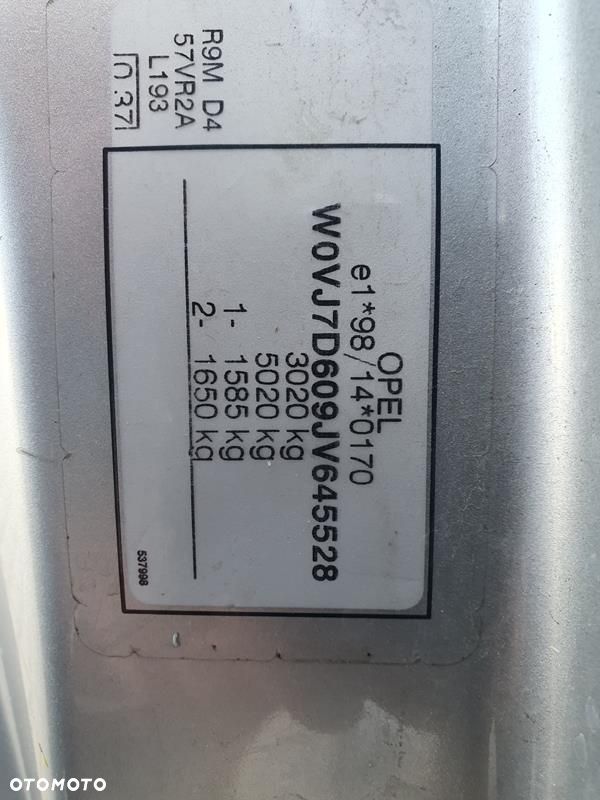 R9M D4
57VR2A
L193
0.37
OPEL
e1*98/14*0170
W0VJ7D609JV645528
3020 kg
5020 kg
1- 1585 kg
2- 1650 kg
537998
OTOMOTO